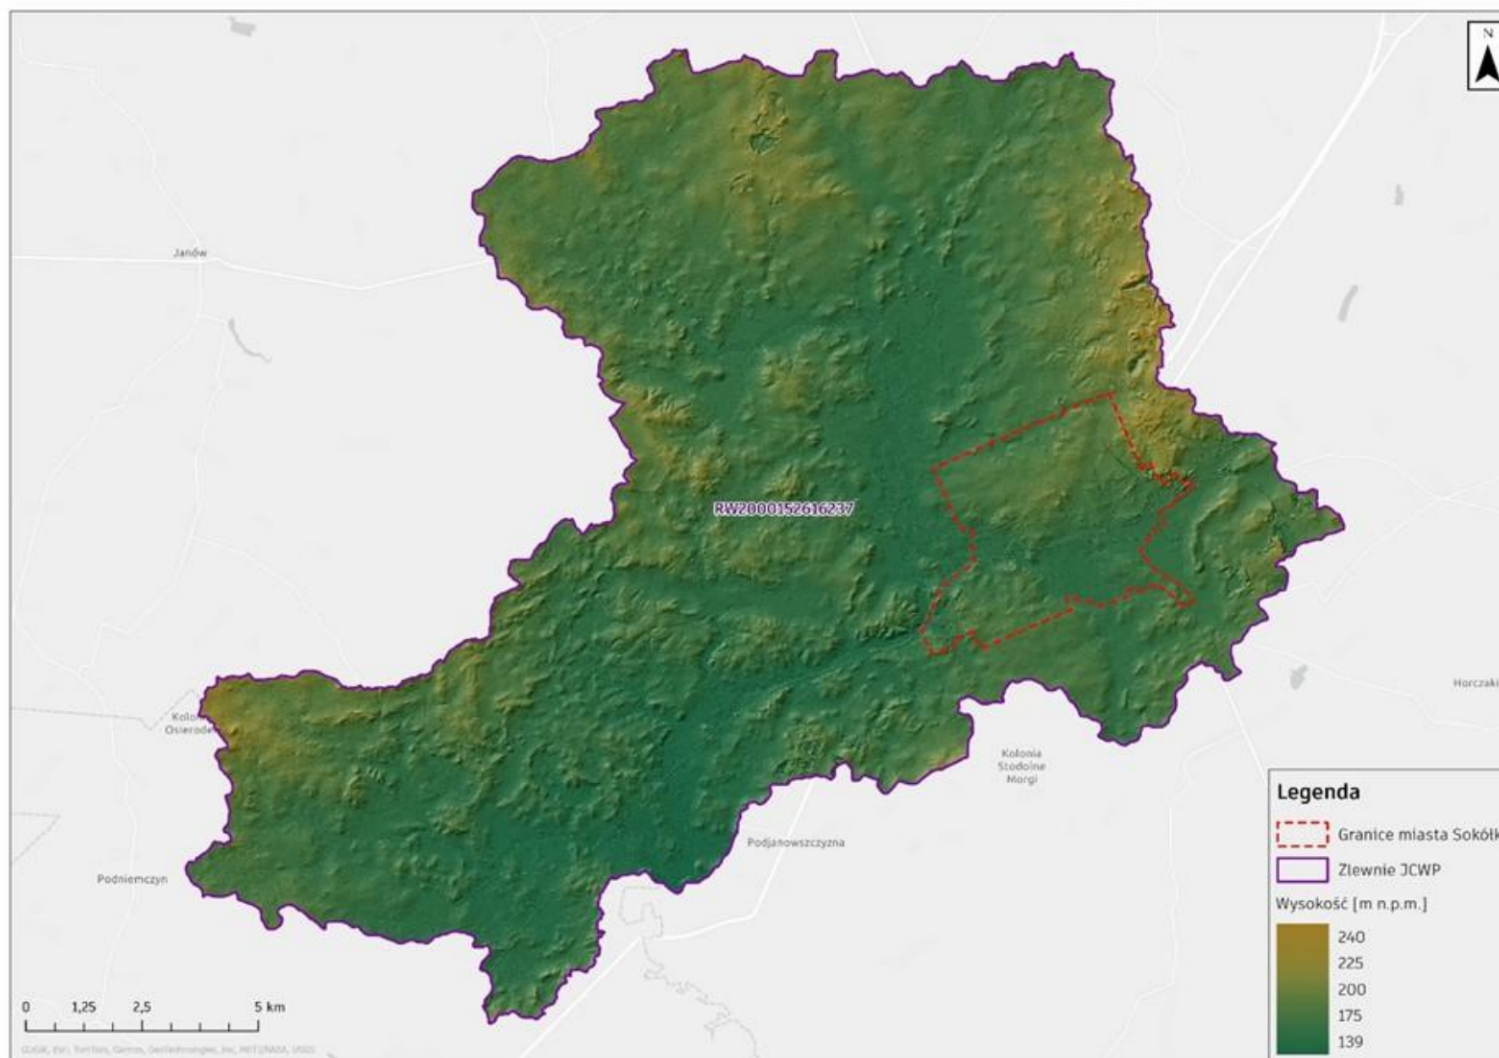 N
Janów
RW2000152616237
Horczaki
Kolonia
Stodolne
Morgi
Podjanowszczyzna
Podniemczyn
Legenda
Granice miasta Sokółk
Zlewnie JCWP
Wysokość [m n.p.m.]
240
225
200
175
139
0 1,25 2,5 5 km